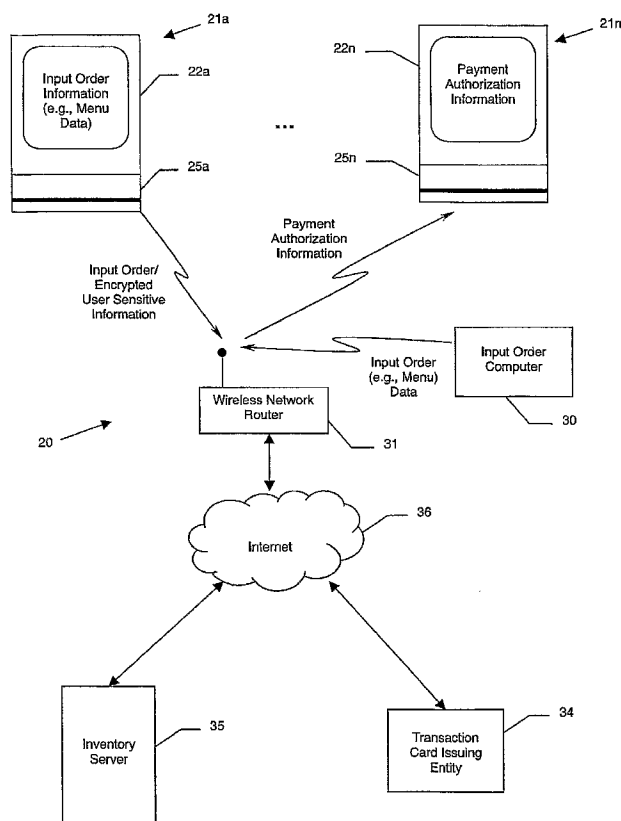 21a
22a
Input Order
Information
(e.g., Menu
Data)
25a
...
21n
22n
Payment
Authorization
Information
25n
Payment
Authorization
Information
Input Order/
Encrypted
User Sensitive
Information
Input Order
(e.g., Menu)
Data
Input Order
Computer
30
Wireless Network
Router
31
20
36
Internet
Inventory
Server
35
Transaction
Card Issuing
Entity
34